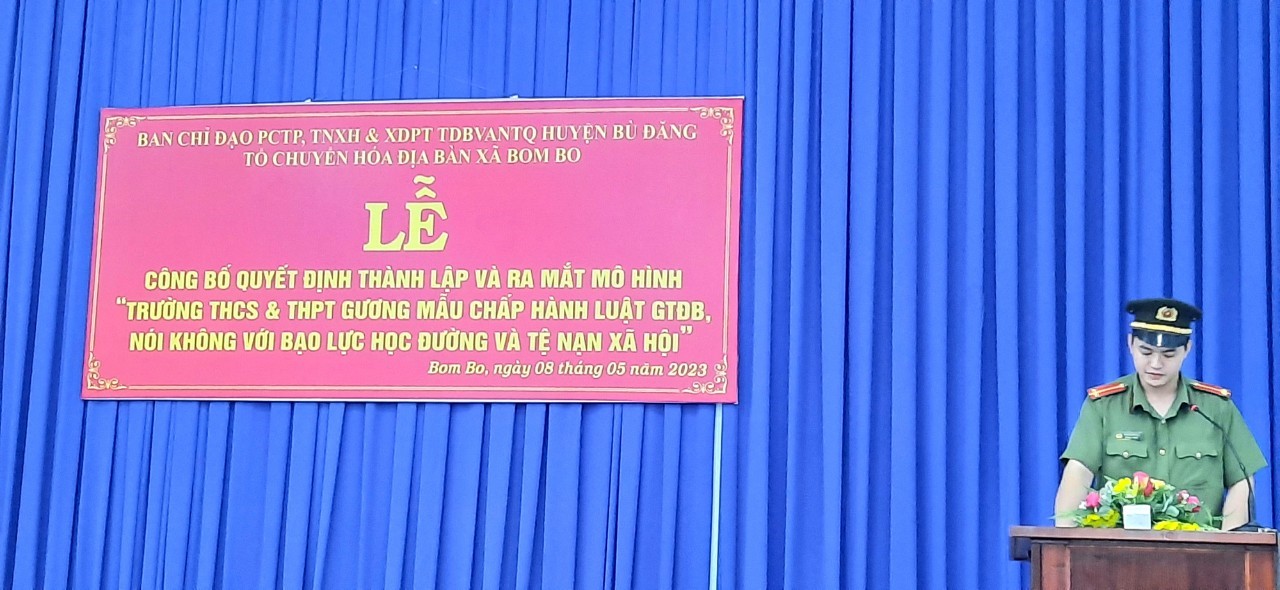 BAN CHỈ ĐẠO PCTP, TNXH & XDPT TDBVANTQ HUYỆN BÙ ĐĂNG
TỔ CHUYỂN HÓA ĐỊA BÀN XÃ BOM BO
LỄ
CÔNG BỐ QUYẾT ĐỊNH THÀNH LẬP VÀ RA MẮT MÔ HÌNH
“TRƯỜNG THCS & THPT GƯƠNG MẪU CHẤP HÀNH LUẬT GTĐB,
NÓI KHÔNG VỚI BẠO LỰC HỌC ĐƯỜNG VÀ TỆ NẠN XÃ HỘI”
Bom Bo, ngày 08 tháng 05 năm 2023